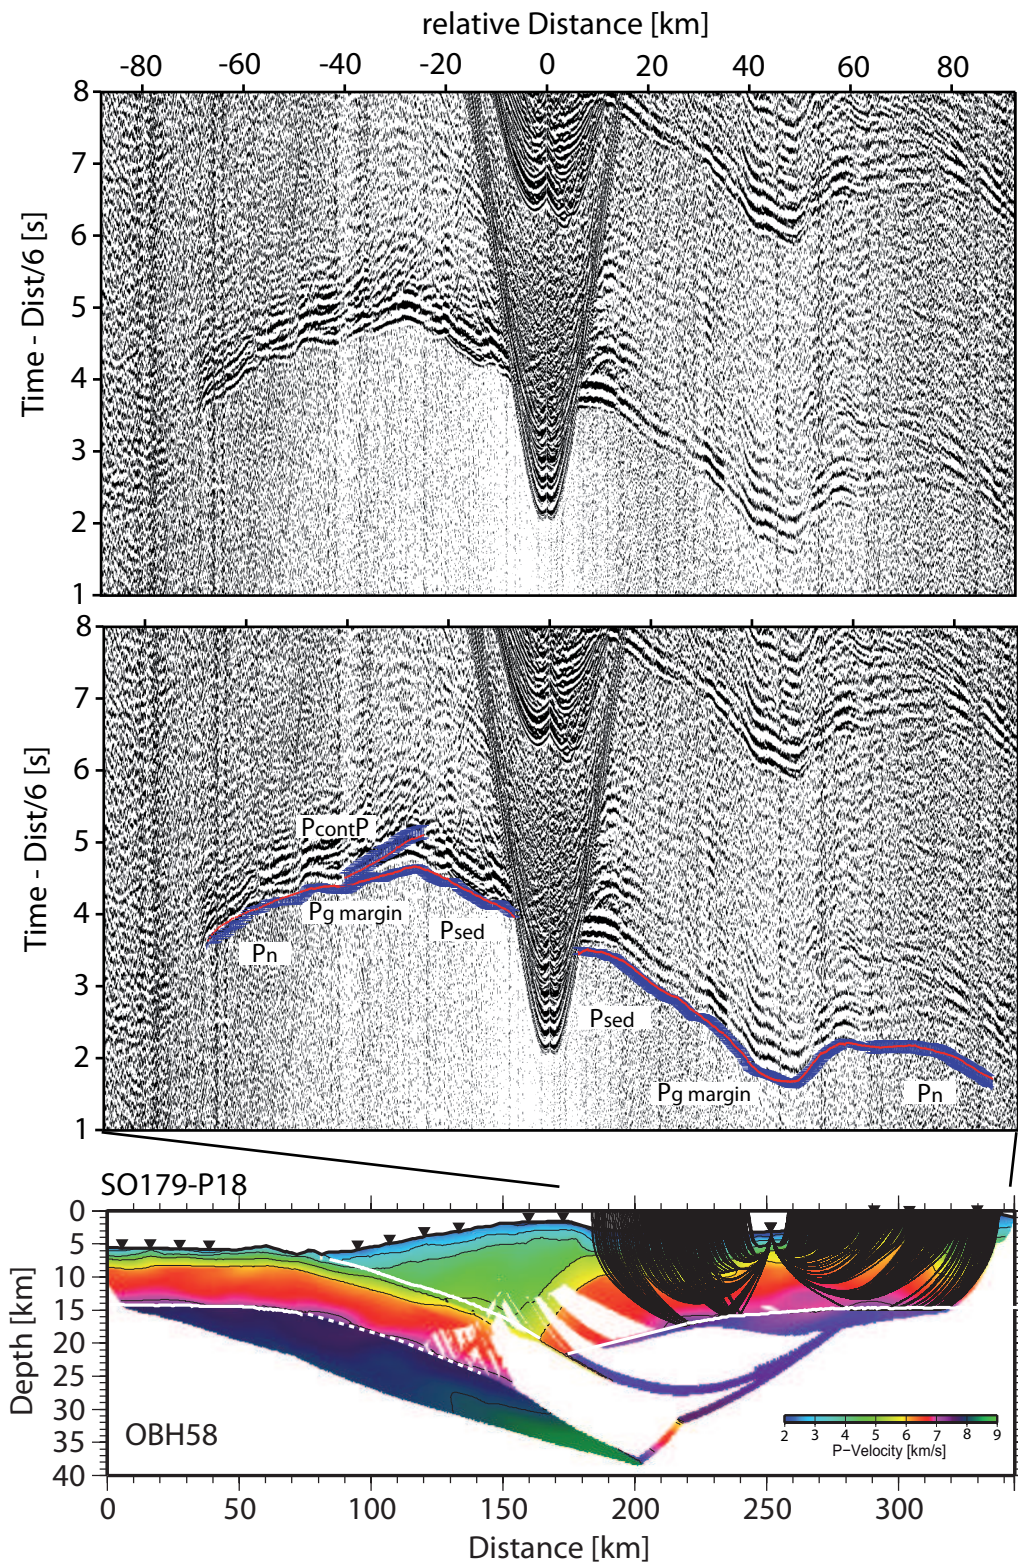 relative Distance [km]
-80 -60 -40 -20 0 20 40 60 80
8
7
6
5
4
3
2
1
Time - Dist/6 [s]
8
7
6
5
4
3
2
1
Time - Dist/6 [s]
PcontP
Pg margin
Psed
Pn
Psed
Pg margin
Pn
SO179-P18
0
5
10
15
20
25
30
35
40
Depth [km]
OBH58
2 3 4 5 6 7 8 9
P-Velocity [km/s]
0 50 100 150 200 250 300
Distance [km]